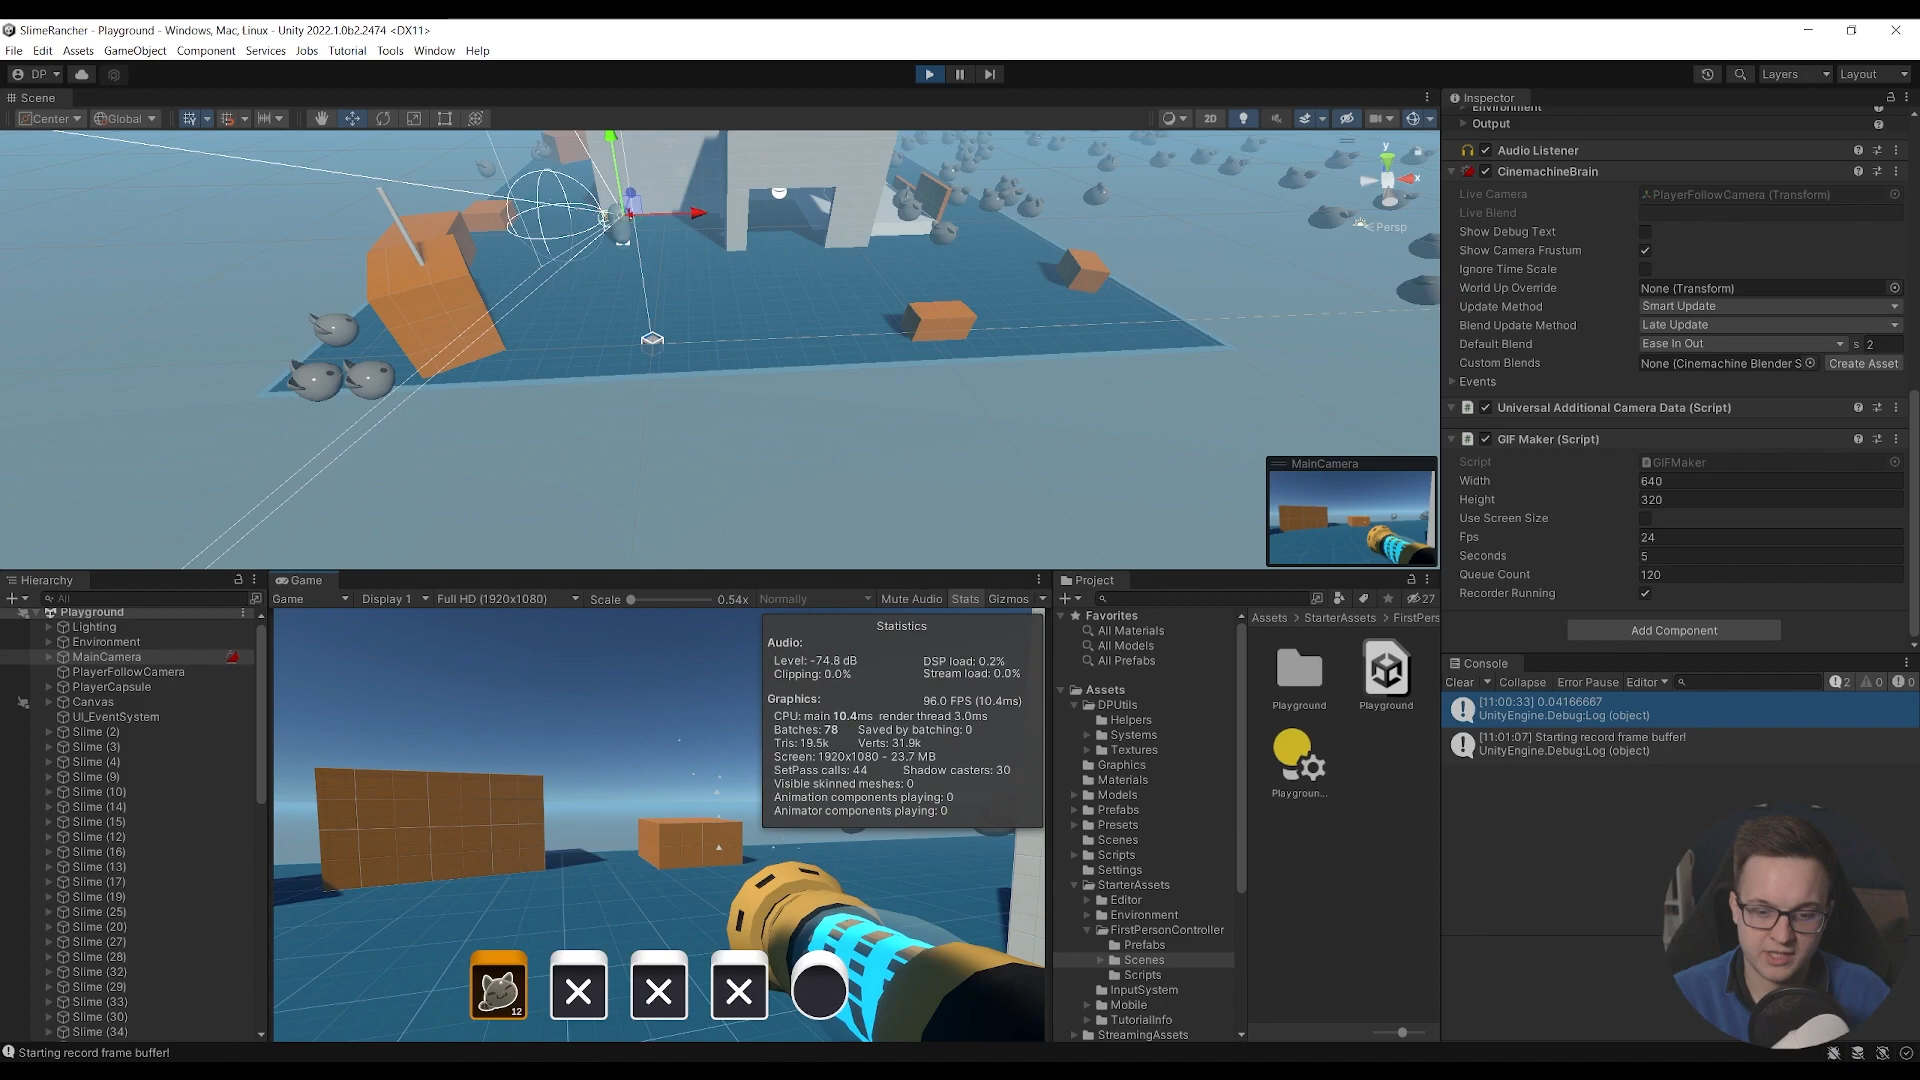 SlimeRancher - Playground - Windows, Mac, Linux - Unity 2022.1.0b2.2474 <DX11>
File Edit Assets GameObject Component Services Jobs Tutorial Tools Window Help
DP Layers Layout
Scene
Center Global 2D
y
x
Persp
MainCamera
Inspector
Environment
Output
Audio Listener
CinemachineBrain
Live Camera PlayerFollowCamera (Transform)
Live Blend
Show Debug Text
Show Camera Frustum
Ignore Time Scale
World Up Override None (Transform)
Update Method Smart Update
Blend Update Method Late Update
Default Blend Ease In Out s 2
Custom Blends None (Cinemachine Blender S Create Asset
Events
Universal Additional Camera Data (Script)
GIF Maker (Script)
Script GIFMaker
Width 640
Height 320
Use Screen Size
Fps 24
Seconds 5
Queue Count 120
Recorder Running
Add Component
Hierarchy
All
Playground
Lighting
Environment
MainCamera
PlayerFollowCamera
PlayerCapsule
Canvas
UI_EventSystem
Slime (2)
Slime (3)
Slime (4)
Slime (9)
Slime (10)
Slime (14)
Slime (15)
Slime (12)
Slime (16)
Slime (13)
Slime (17)
Slime (19)
Slime (25)
Slime (20)
Slime (27)
Slime (28)
Slime (32)
Slime (29)
Slime (33)
Slime (30)
Slime (34)
Game
Game Display 1 Full HD (1920x1080) Scale 0.54x Normally Mute Audio Stats Gizmos
Statistics
Audio:
Level: -74.8 dB DSP load: 0.2%
Clipping: 0.0% Stream load: 0.0%
Graphics: 96.0 FPS (10.4ms)
CPU: main 10.4ms render thread 3.0ms
Batches: 78 Saved by batching: 0
Tris: 19.5k Verts: 31.9k
Screen: 1920x1080 - 23.7 MB
SetPass calls: 44 Shadow casters: 30
Visible skinned meshes: 0
Animation components playing: 0
Animator components playing: 0
12
Project
27
Favorites
All Materials
All Models
All Prefabs
Assets
DPUtils
Helpers
Systems
Textures
Graphics
Materials
Models
Prefabs
Presets
Scenes
Scripts
Settings
StarterAssets
Editor
Environment
FirstPersonController
Prefabs
Scenes
Scripts
InputSystem
Mobile
TutorialInfo
StreamingAssets
Assets > StarterAssets > FirstPers
Playground Playground
Playgroun...
Console
Clear Collapse Error Pause Editor 2 0 0
[11:00:33] 0.04166667
UnityEngine.Debug:Log (object)
[11:01:07] Starting record frame buffer!
UnityEngine.Debug:Log (object)
Starting record frame buffer!